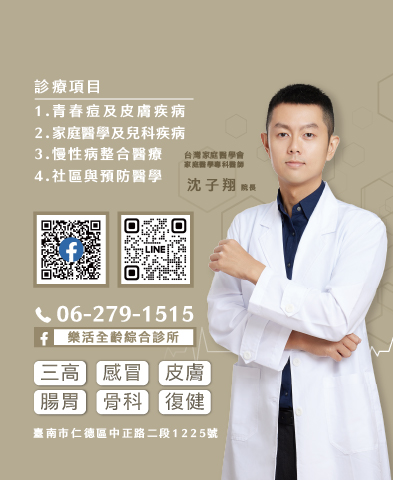 診療項目
1.青春痘及皮膚疾病
2.家庭醫學及兒科疾病
3.慢性病整合醫療
4.社區與預防醫學
台灣家庭醫學會
家庭醫學專科醫師
沈子翔 院長
LINE
06-279-1515
樂活全齡綜合診所
三高 感冒 皮膚
腸胃 骨科 復健
臺南市仁德區中正路二段1225號